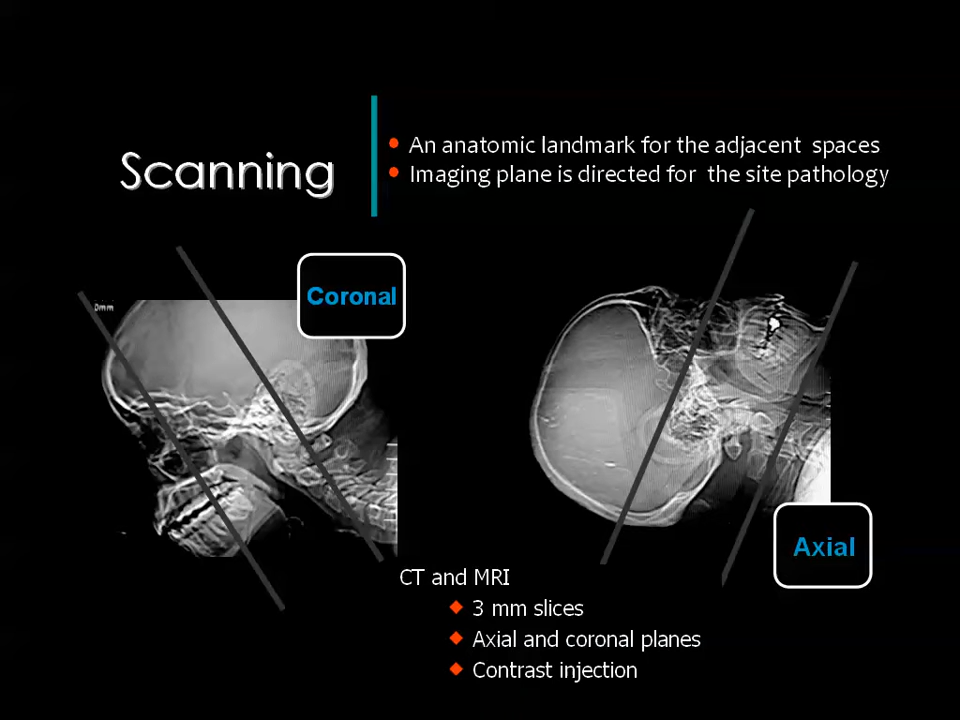 Scanning
• An anatomic landmark for the adjacent spaces
• Imaging plane is directed for the site pathology
Coronal
0mm
Axial
CT and MRI
◆ 3 mm slices
◆ Axial and coronal planes
◆ Contrast injection